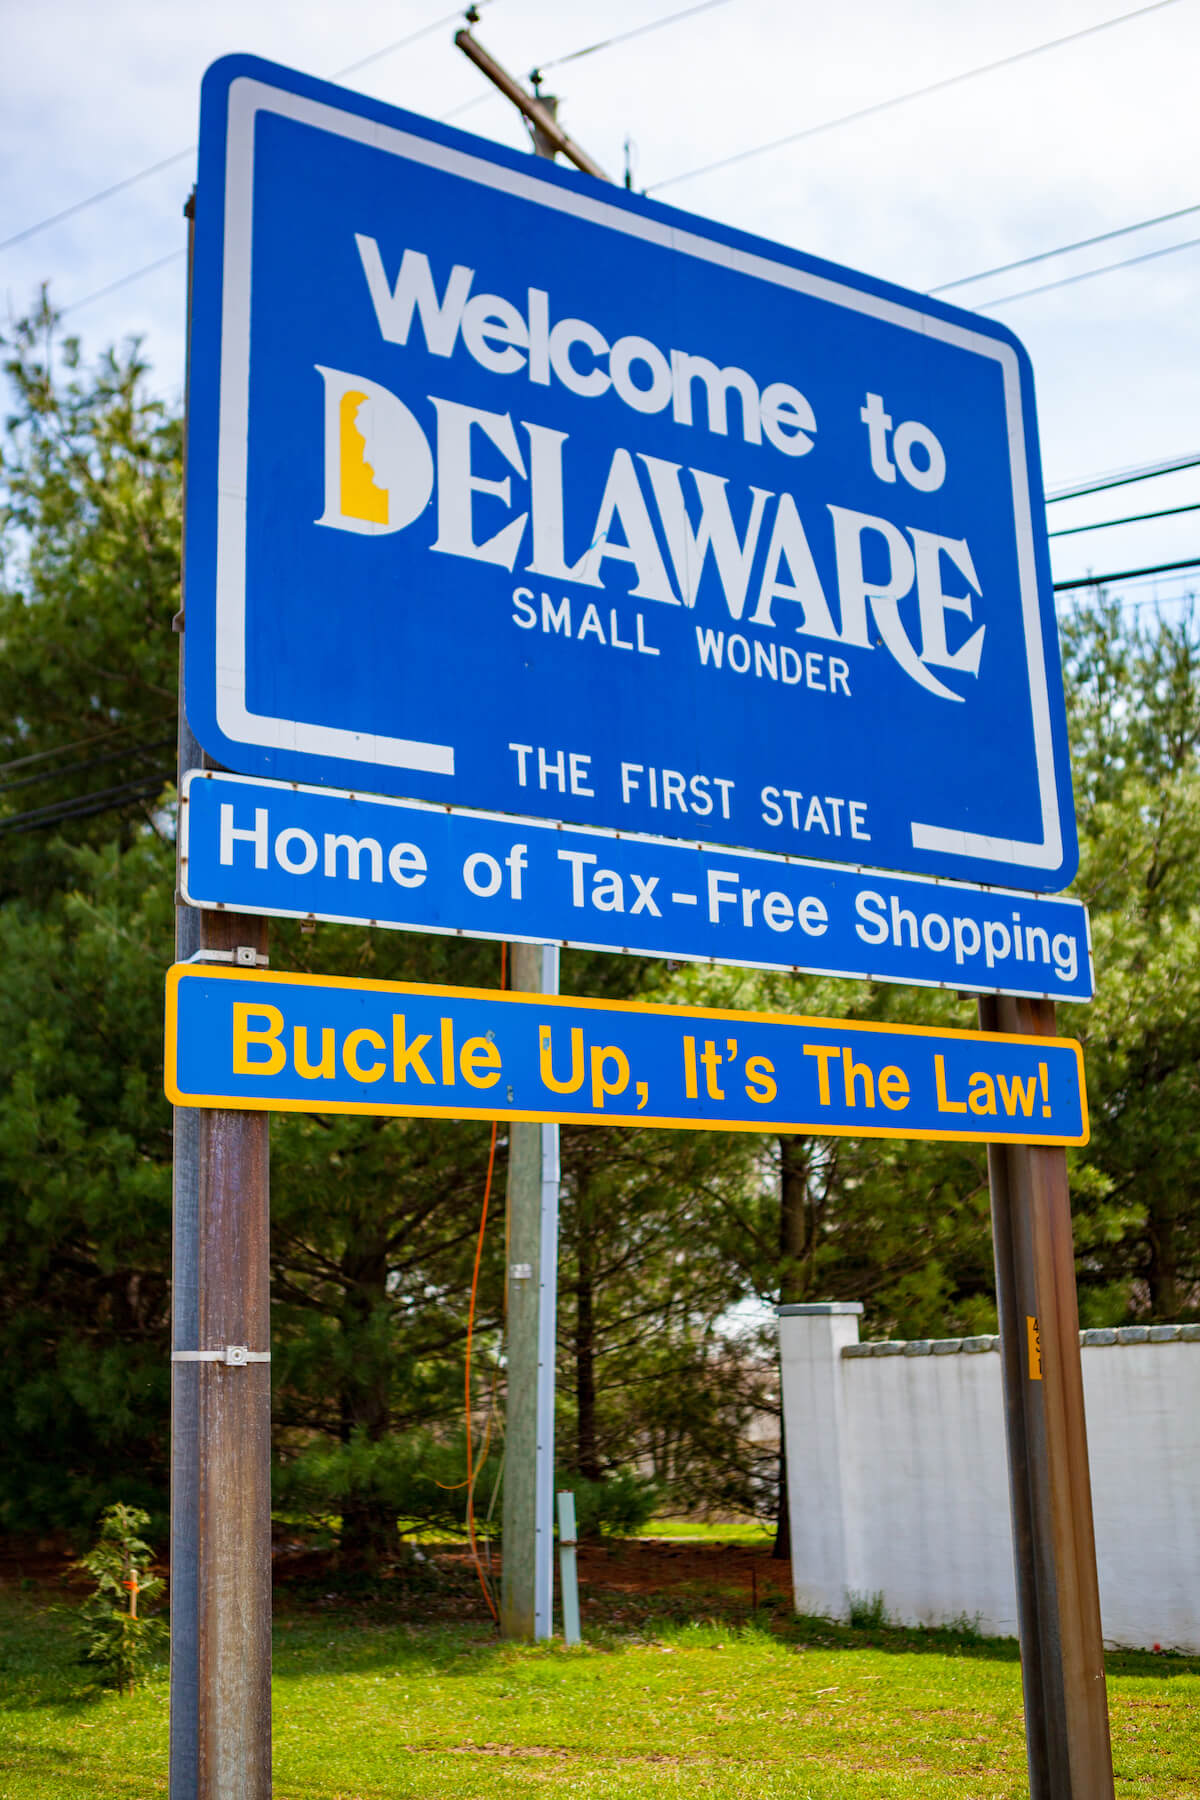 Welcome to
DELAWARE
SMALL WONDER
THE FIRST STATE
Home of Tax-Free Shopping
Buckle Up, It's The Law!